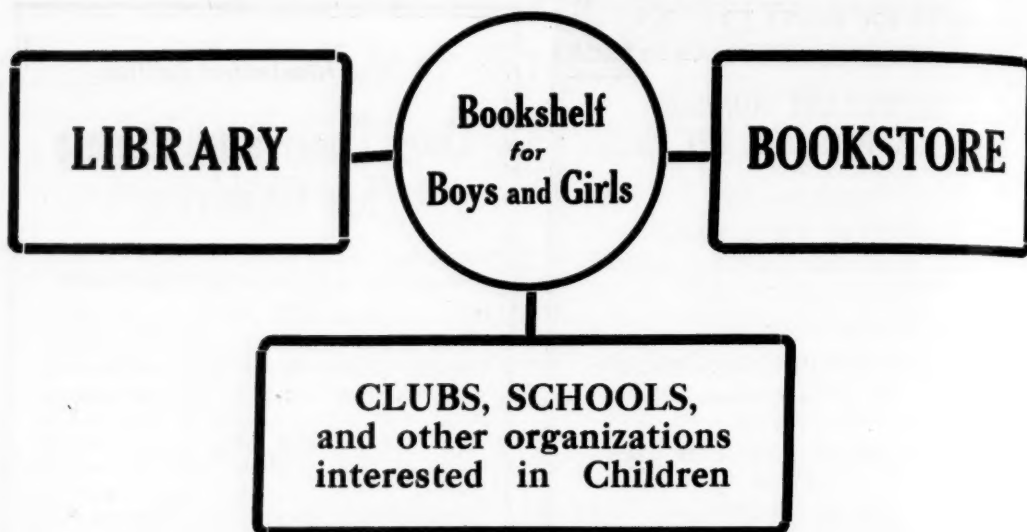 LIBRARY
Bookshelf
for
Boys and Girls
BOOKSTORE
CLUBS, SCHOOLS,
and other organizations
interested in Children